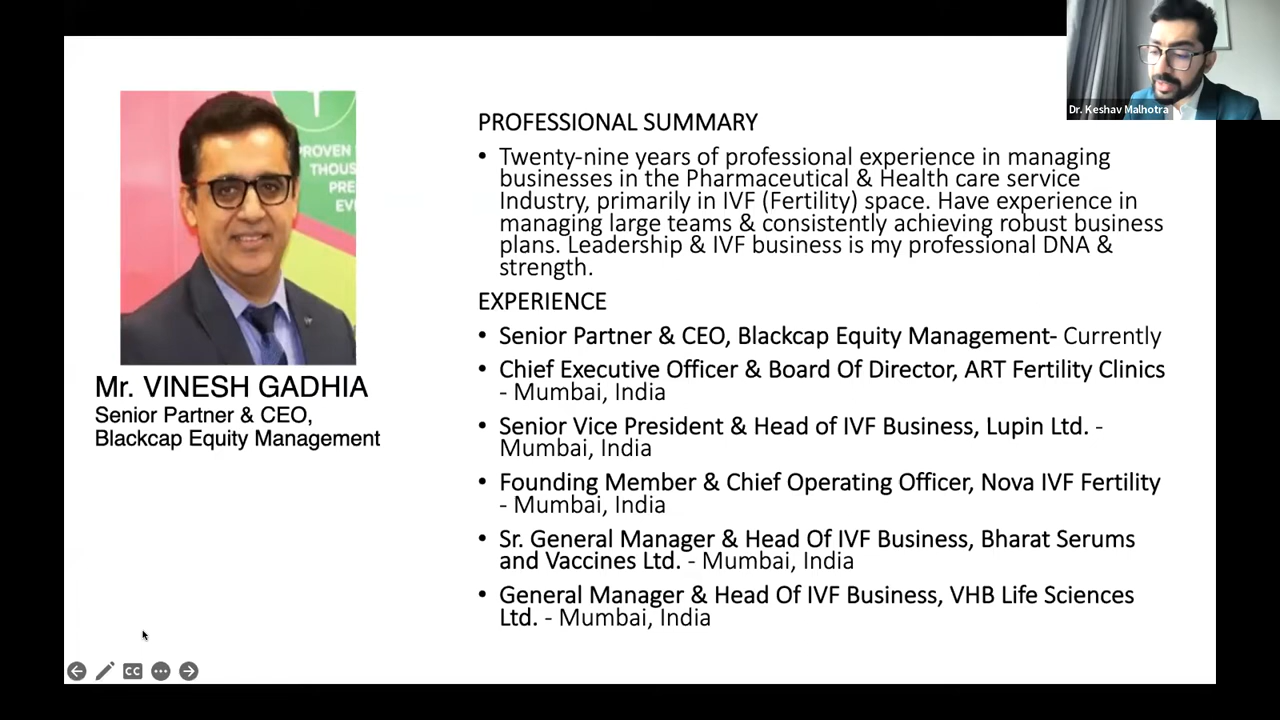 Dr. Keshav Malhotra
PROVEN
THOUS
PRE
EV
Mr. VINESH GADHIA
Senior Partner & CEO,
Blackcap Equity Management
PROFESSIONAL SUMMARY
• Twenty-nine years of professional experience in managing
businesses in the Pharmaceutical & Health care service
Industry, primarily in IVF (Fertility) space. Have experience in
managing large teams & consistently achieving robust business
plans. Leadership & IVF business is my professional DNA &
strength.
EXPERIENCE
• Senior Partner & CEO, Blackcap Equity Management- Currently
• Chief Executive Officer & Board Of Director, ART Fertility Clinics
- Mumbai, India
• Senior Vice President & Head of IVF Business, Lupin Ltd. -
Mumbai, India
• Founding Member & Chief Operating Officer, Nova IVF Fertility
- Mumbai, India
• Sr. General Manager & Head Of IVF Business, Bharat Serums
and Vaccines Ltd. - Mumbai, India
• General Manager & Head Of IVF Business, VHB Life Sciences
Ltd. - Mumbai, India
CC